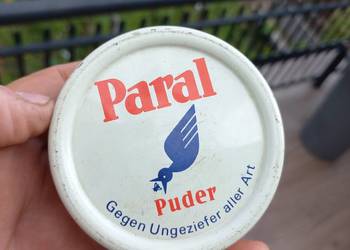 Paral
Puder
Gegen Ungeziefer aller Art